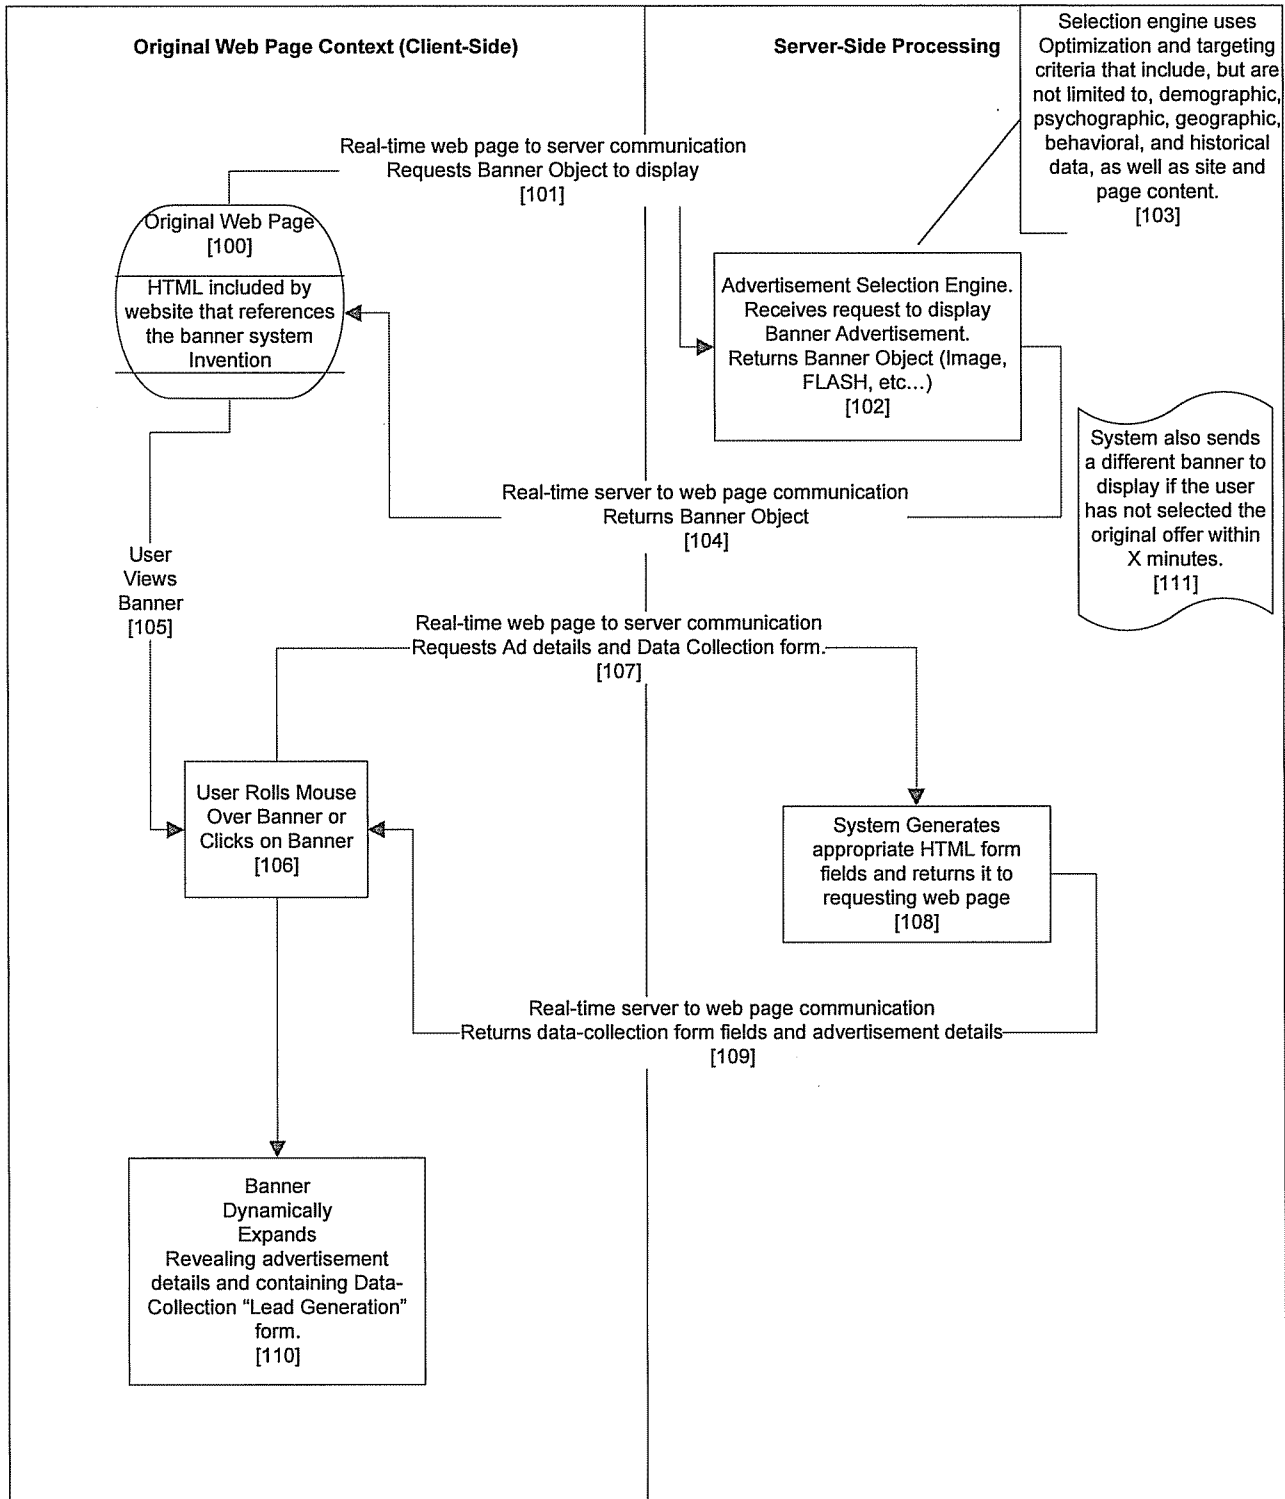 Original Web Page Context (Client-Side)
Server-Side Processing
Selection engine uses
Optimization and targeting
criteria that include, but are
not limited to, demographic,
psychographic, geographic,
behavioral, and historical
data, as well as site and
page content.
[103]
Real-time web page to server communication
Requests Banner Object to display
[101]
Original Web Page
[100]
HTML included by
website that references
the banner system
Invention
Advertisement Selection Engine.
Receives request to display
Banner Advertisement.
Returns Banner Object (Image,
FLASH, etc...)
[102]
System also sends
a different banner to
display if the user
has not selected the
original offer within
X minutes.
[111]
Real-time server to web page communication
Returns Banner Object
[104]
User
Views
Banner
[105]
Real-time web page to server communication
Requests Ad details and Data Collection form.
[107]
User Rolls Mouse
Over Banner or
Clicks on Banner
[106]
System Generates
appropriate HTML form
fields and returns it to
requesting web page
[108]
Real-time server to web page communication
Returns data-collection form fields and advertisement details
[109]
Banner
Dynamically
Expands
Revealing advertisement
details and containing Data-
Collection “Lead Generation”
form.
[110]